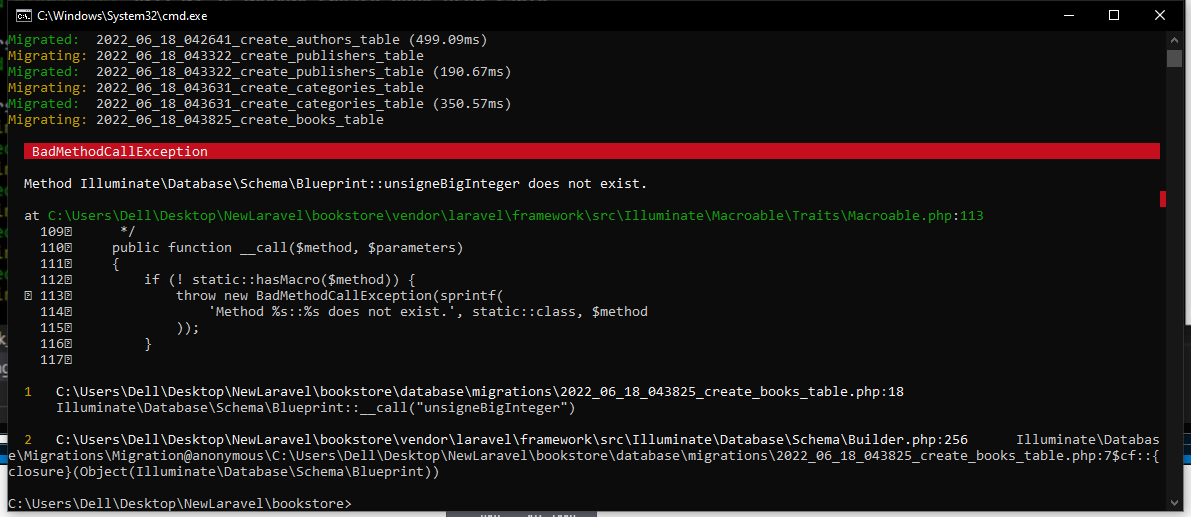 C:\Windows\System32\cmd.exe
Migrated: 2022_06_18_042641_create_authors_table (499.09ms)
Migrating: 2022_06_18_043322_create_publishers_table
Migrated: 2022_06_18_043322_create_publishers_table (190.67ms)
Migrating: 2022_06_18_043631_create_categories_table
Migrated: 2022_06_18_043631_create_categories_table (350.57ms)
Migrating: 2022_06_18_043825_create_books_table
BadMethodCallException
Method Illuminate\Database\Schema\Blueprint::unsigneBigInteger does not exist.
at C:\Users\Dell\Desktop\NewLaravel\bookstore\vendor\laravel\framework\src\Illuminate\Macroable\Traits\Macroable.php:113
109 */
110 public function __call($method, $parameters)
111 {
112 if (! static::hasMacro($method)) {
113 throw new BadMethodCallException(sprintf(
114 'Method %s::%s does not exist.', static::class, $method
115 ));
116 }
117
1 C:\Users\Dell\Desktop\NewLaravel\bookstore\database\migrations\2022_06_18_043825_create_books_table.php:18
Illuminate\Database\Schema\Blueprint::__call("unsigneBigInteger")
2 C:\Users\Dell\Desktop\NewLaravel\bookstore\vendor\laravel\framework\src\Illuminate\Database\Schema\Builder.php:256 Illuminate\Databas
e\Migrations\Migration@anonymous\C:\Users\Dell\Desktop\NewLaravel\bookstore\database\migrations\2022_06_18_043825_create_books_table.php:7$cf::{
closure}(Object(Illuminate\Database\Schema\Blueprint))
C:\Users\Dell\Desktop\NewLaravel\bookstore>